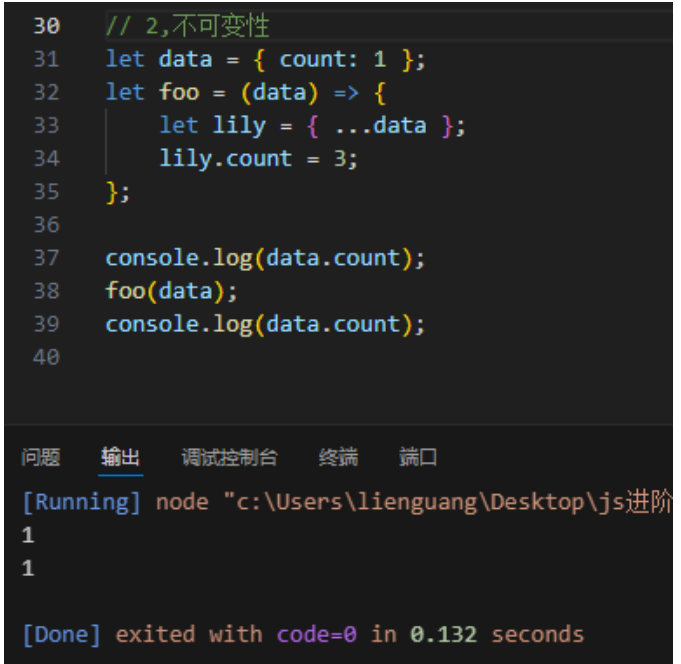 30 // 2,不可变性
31 let data = { count: 1 };
32 let foo = (data) => {
33     let lily = { ...data };
34     lily.count = 3;
35 };
36
37 console.log(data.count);
38 foo(data);
39 console.log(data.count);
40
问题 输出 调试控制台 终端 端口
[Running] node "c:\Users\lienguang\Desktop\js进阶
1
1
[Done] exited with code=0 in 0.132 seconds